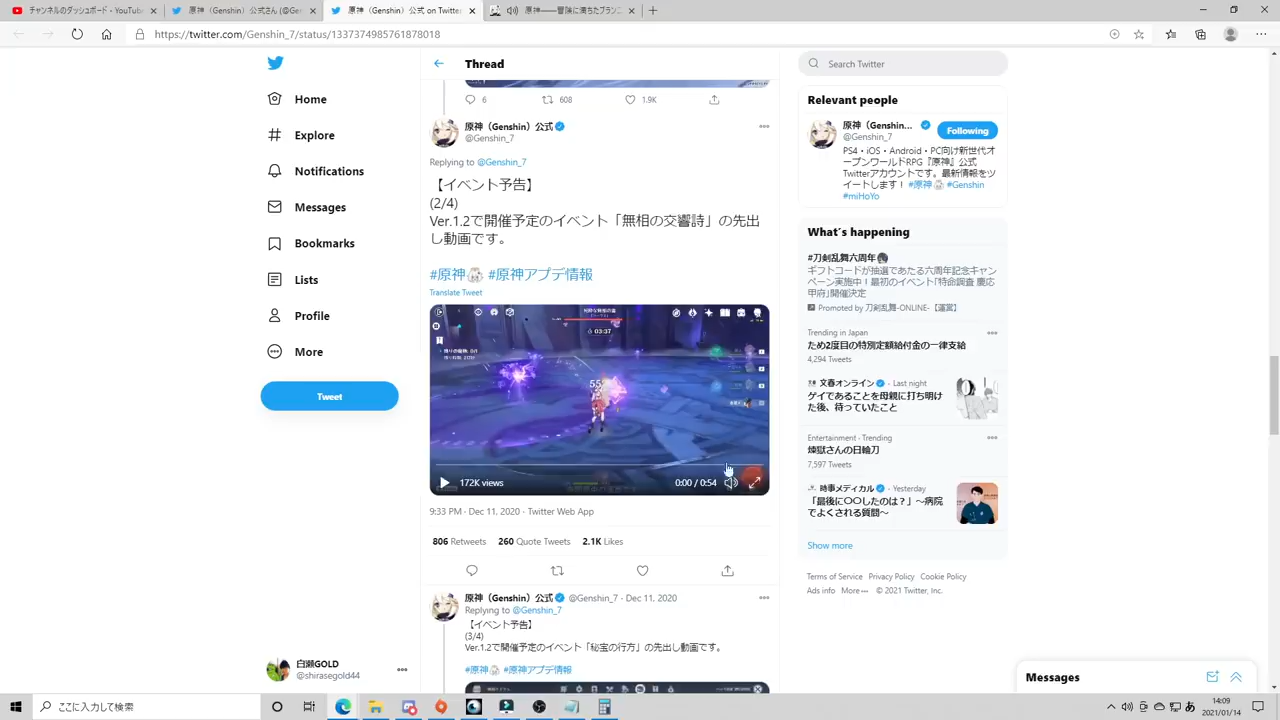 チャンネルのダッシュボード - YouTube
原神（Genshin）公式さん(@Gen
原神（Genshin）公式 - Twitter
原神——冒険に満ちたブランニ
https://twitter.com/Genshin_7/status/1337374985761878018
Home
Explore
Notifications
Messages
Bookmarks
Lists
Profile
More
Tweet
白瀬GOLD
@shirasegold44
Thread
6
608
1.9K
原神（Genshin）公式
@Genshin_7
Replying to @Genshin_7
【イベント予告】
(2/4)
Ver.1.2で開催予定のイベント「無相の交響詩」の先出
し動画です。
#原神 #原神アプデ情報
Translate Tweet
03:37
172K views
0:00 / 0:54
9:33 PM · Dec 11, 2020 · Twitter Web App
806 Retweets 260 Quote Tweets 2.1K Likes
原神（Genshin）公式 @Genshin_7 · Dec 11, 2020
Replying to @Genshin_7
【イベント予告】
(3/4)
Ver.1.2で開催予定のイベント「秘宝の行方」の先出し動画です。
#原神 #原神アプデ情報
Search Twitter
Relevant people
原神（Genshin...
Following
@Genshin_7
PS4・iOS・Android・PC向け新世代オ
ープンワールドRPG『原神』公式
Twitterアカウントです。最新情報をツ
イートします！ #原神 #Genshin
#miHoYo
What's happening
#刀剣乱舞六周年
ギフトコードが抽選であたる六周年記念キャン
ペーン実施中！最初のイベント｢特命調査 慶応
甲府｣開催決定
Promoted by 刀剣乱舞-ONLINE-【運営】
Trending in Japan
ため2度目の特別定額給付金の一律支給
4,294 Tweets
文春オンライン · Last night
ゲイであることを母親に打ち明け
た後、待っていたこと
Entertainment · Trending
煉獄さんの日輪刀
7,597 Tweets
時事メディカル · Yesterday
「最後に〇〇したのは？」～病院
でよくされる質問～
Show more
Terms of Service Privacy Policy Cookie Policy
Ads info More··· © 2021 Twitter, Inc.
Messages
ここに入力して検索
14:09
2021/01/14